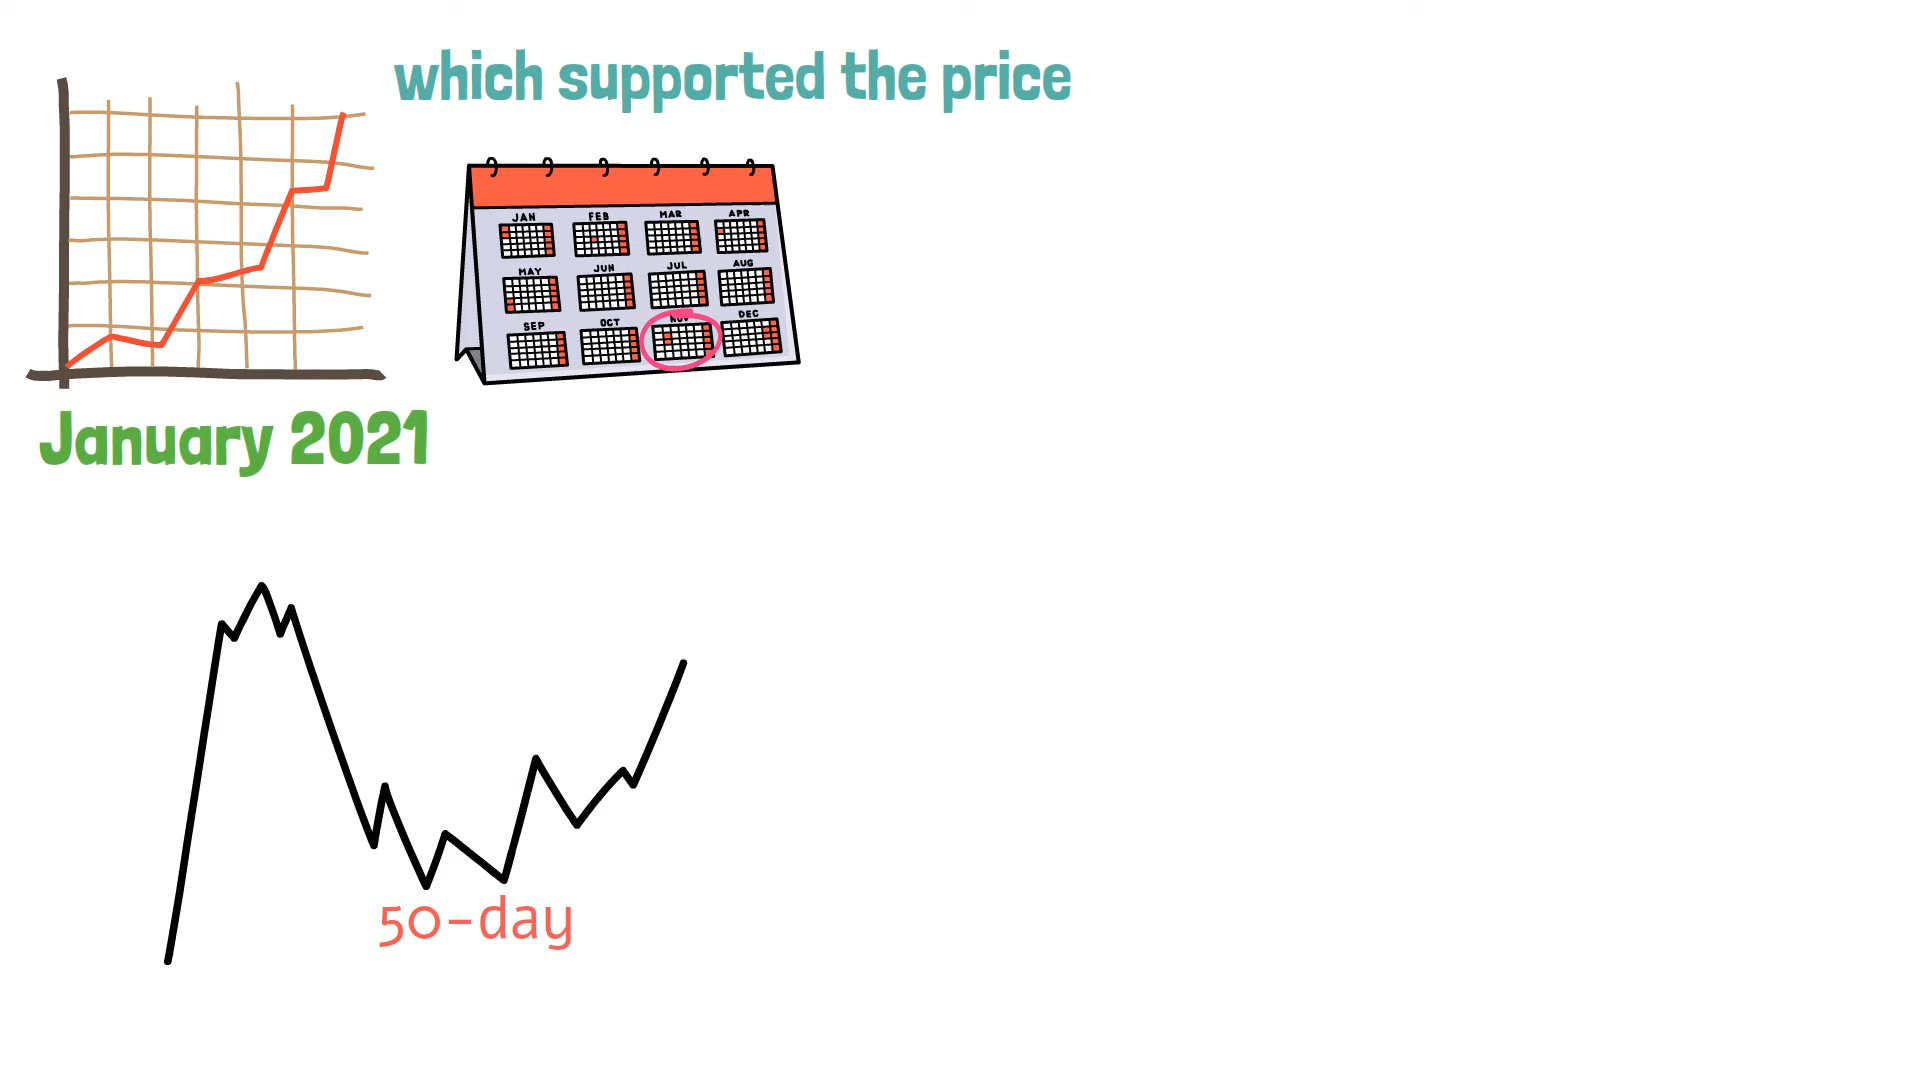 which supported the price
JAN FEB MAR APR
MAY JUN JUL AUG
SEP OCT NOV DEC
January 2021
50-day